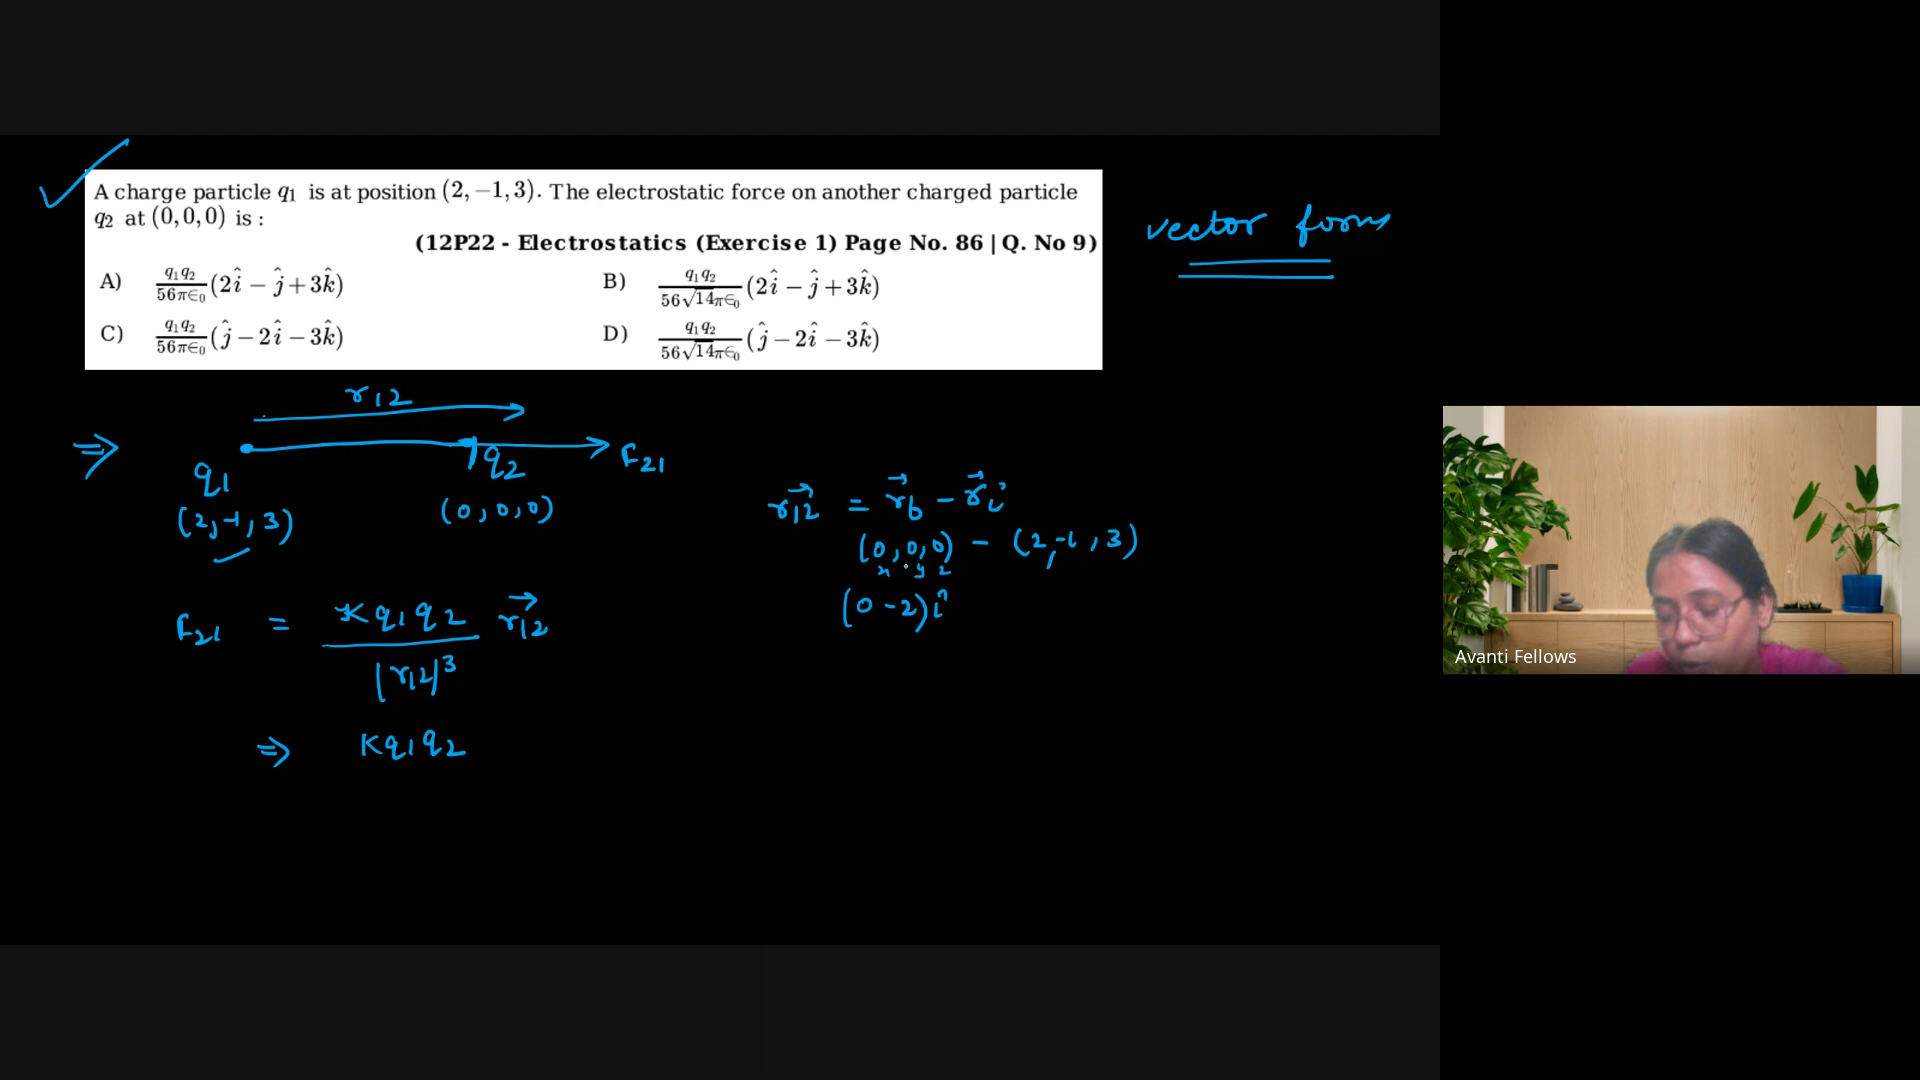 A charge particle q₁ is at position (2, −1, 3). The electrostatic force on another charged particle
q₂ at (0, 0, 0) is :
(12P22 - Electrostatics (Exercise 1) Page No. 86 | Q. No 9)
A) q₁q₂/56π∈₀ (2î − ĵ + 3k̂)
B) q₁q₂/56√14π∈₀ (2î − ĵ + 3k̂)
C) q₁q₂/56π∈₀ (ĵ − 2î − 3k̂)
D) q₁q₂/56√14π∈₀ (ĵ − 2î − 3k̂)
vector form
r12
⇒ q1 q2 F21
(2, -1, 3) (0, 0, 0)
r⃗12 = r⃗b − r⃗i
(0, 0, 0) − (2, -1, 3)
x y z
(0 - 2) î
F21 = Kq1q2/|r12|³ r⃗12
⇒ Kq1q2
Avanti Fellows